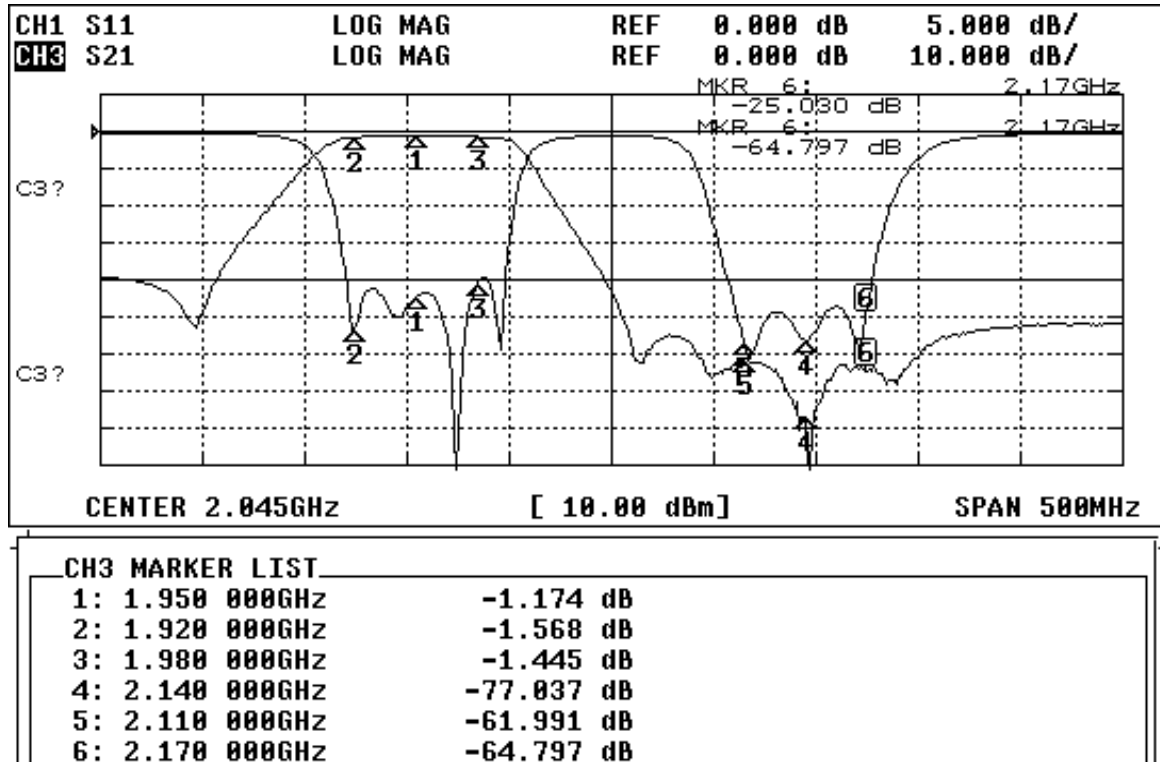 CH1 S11 LOG MAG REF 0.000 dB 5.000 dB/
CH3 S21 LOG MAG REF 0.000 dB 10.000 dB/
MKR 6: 2.17GHz
-25.030 dB
MKR 6: 2.17GHz
-64.797 dB
2 1 3
C3?
6
1 3
2 6
4
5
C3?
4
CENTER 2.045GHz [ 10.00 dBm] SPAN 500MHz
CH3 MARKER LIST
1: 1.950 000GHz -1.174 dB
2: 1.920 000GHz -1.568 dB
3: 1.980 000GHz -1.445 dB
4: 2.140 000GHz -77.037 dB
5: 2.110 000GHz -61.991 dB
6: 2.170 000GHz -64.797 dB